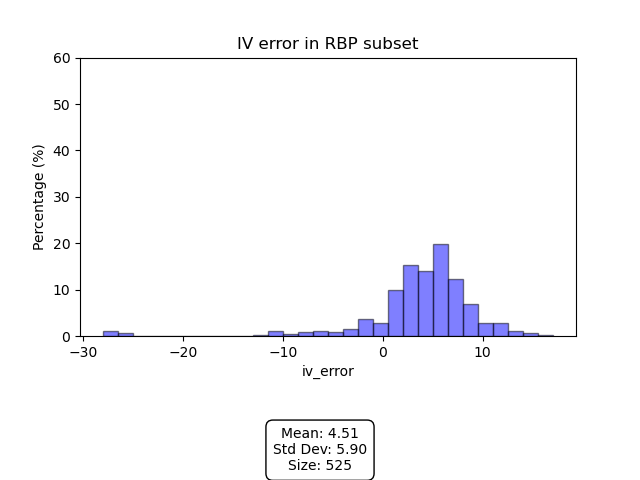 IV error in RBP subset
60
50
40
30
20
10
0
Percentage (%)
−30 −20 −10 0 10
iv_error
Mean: 4.51
Std Dev: 5.90
Size: 525